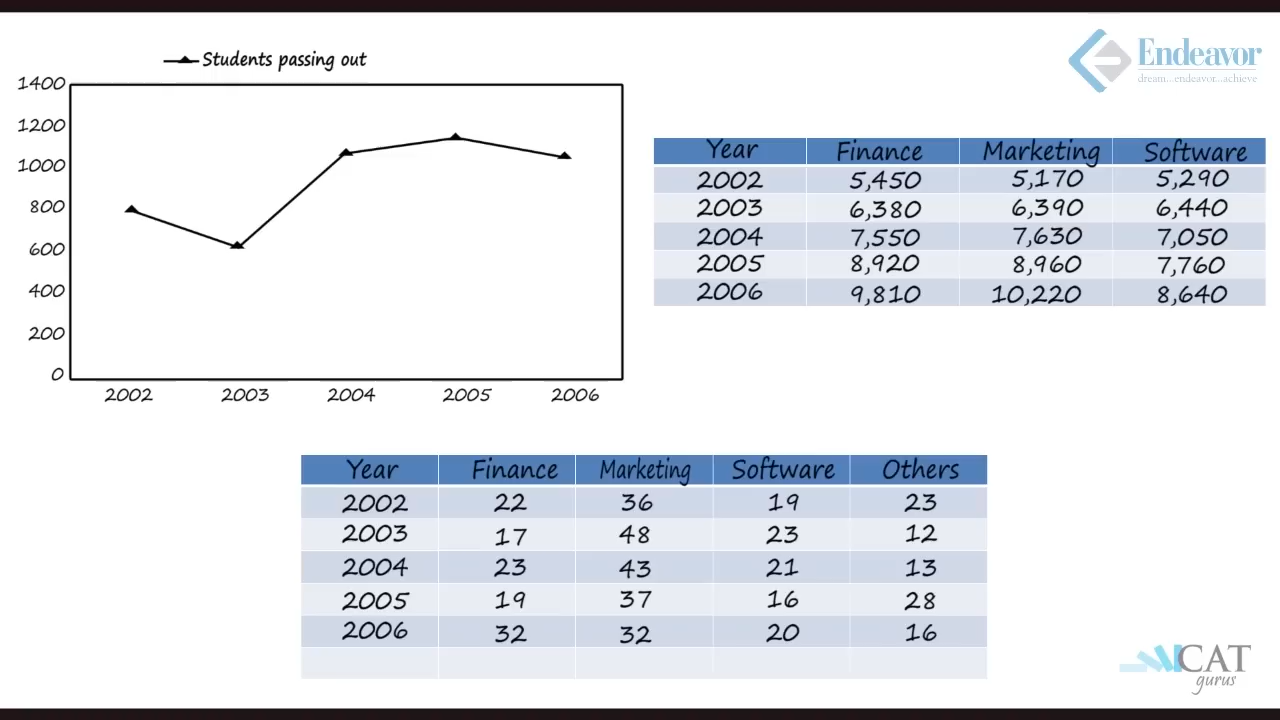 Students passing out
1400
1200
1000
800
600
400
200
0
2002 2003 2004 2005 2006
Endeavor
dream...endeavor...achieve
Year Finance Marketing Software
2002 5,450 5,170 5,290
2003 6,380 6,390 6,440
2004 7,550 7,630 7,050
2005 8,920 8,960 7,760
2006 9,810 10,220 8,640
Year Finance Marketing Software Others
2002 22 36 19 23
2003 17 48 23 12
2004 23 43 21 13
2005 19 37 16 28
2006 32 32 20 16
CAT
gurus